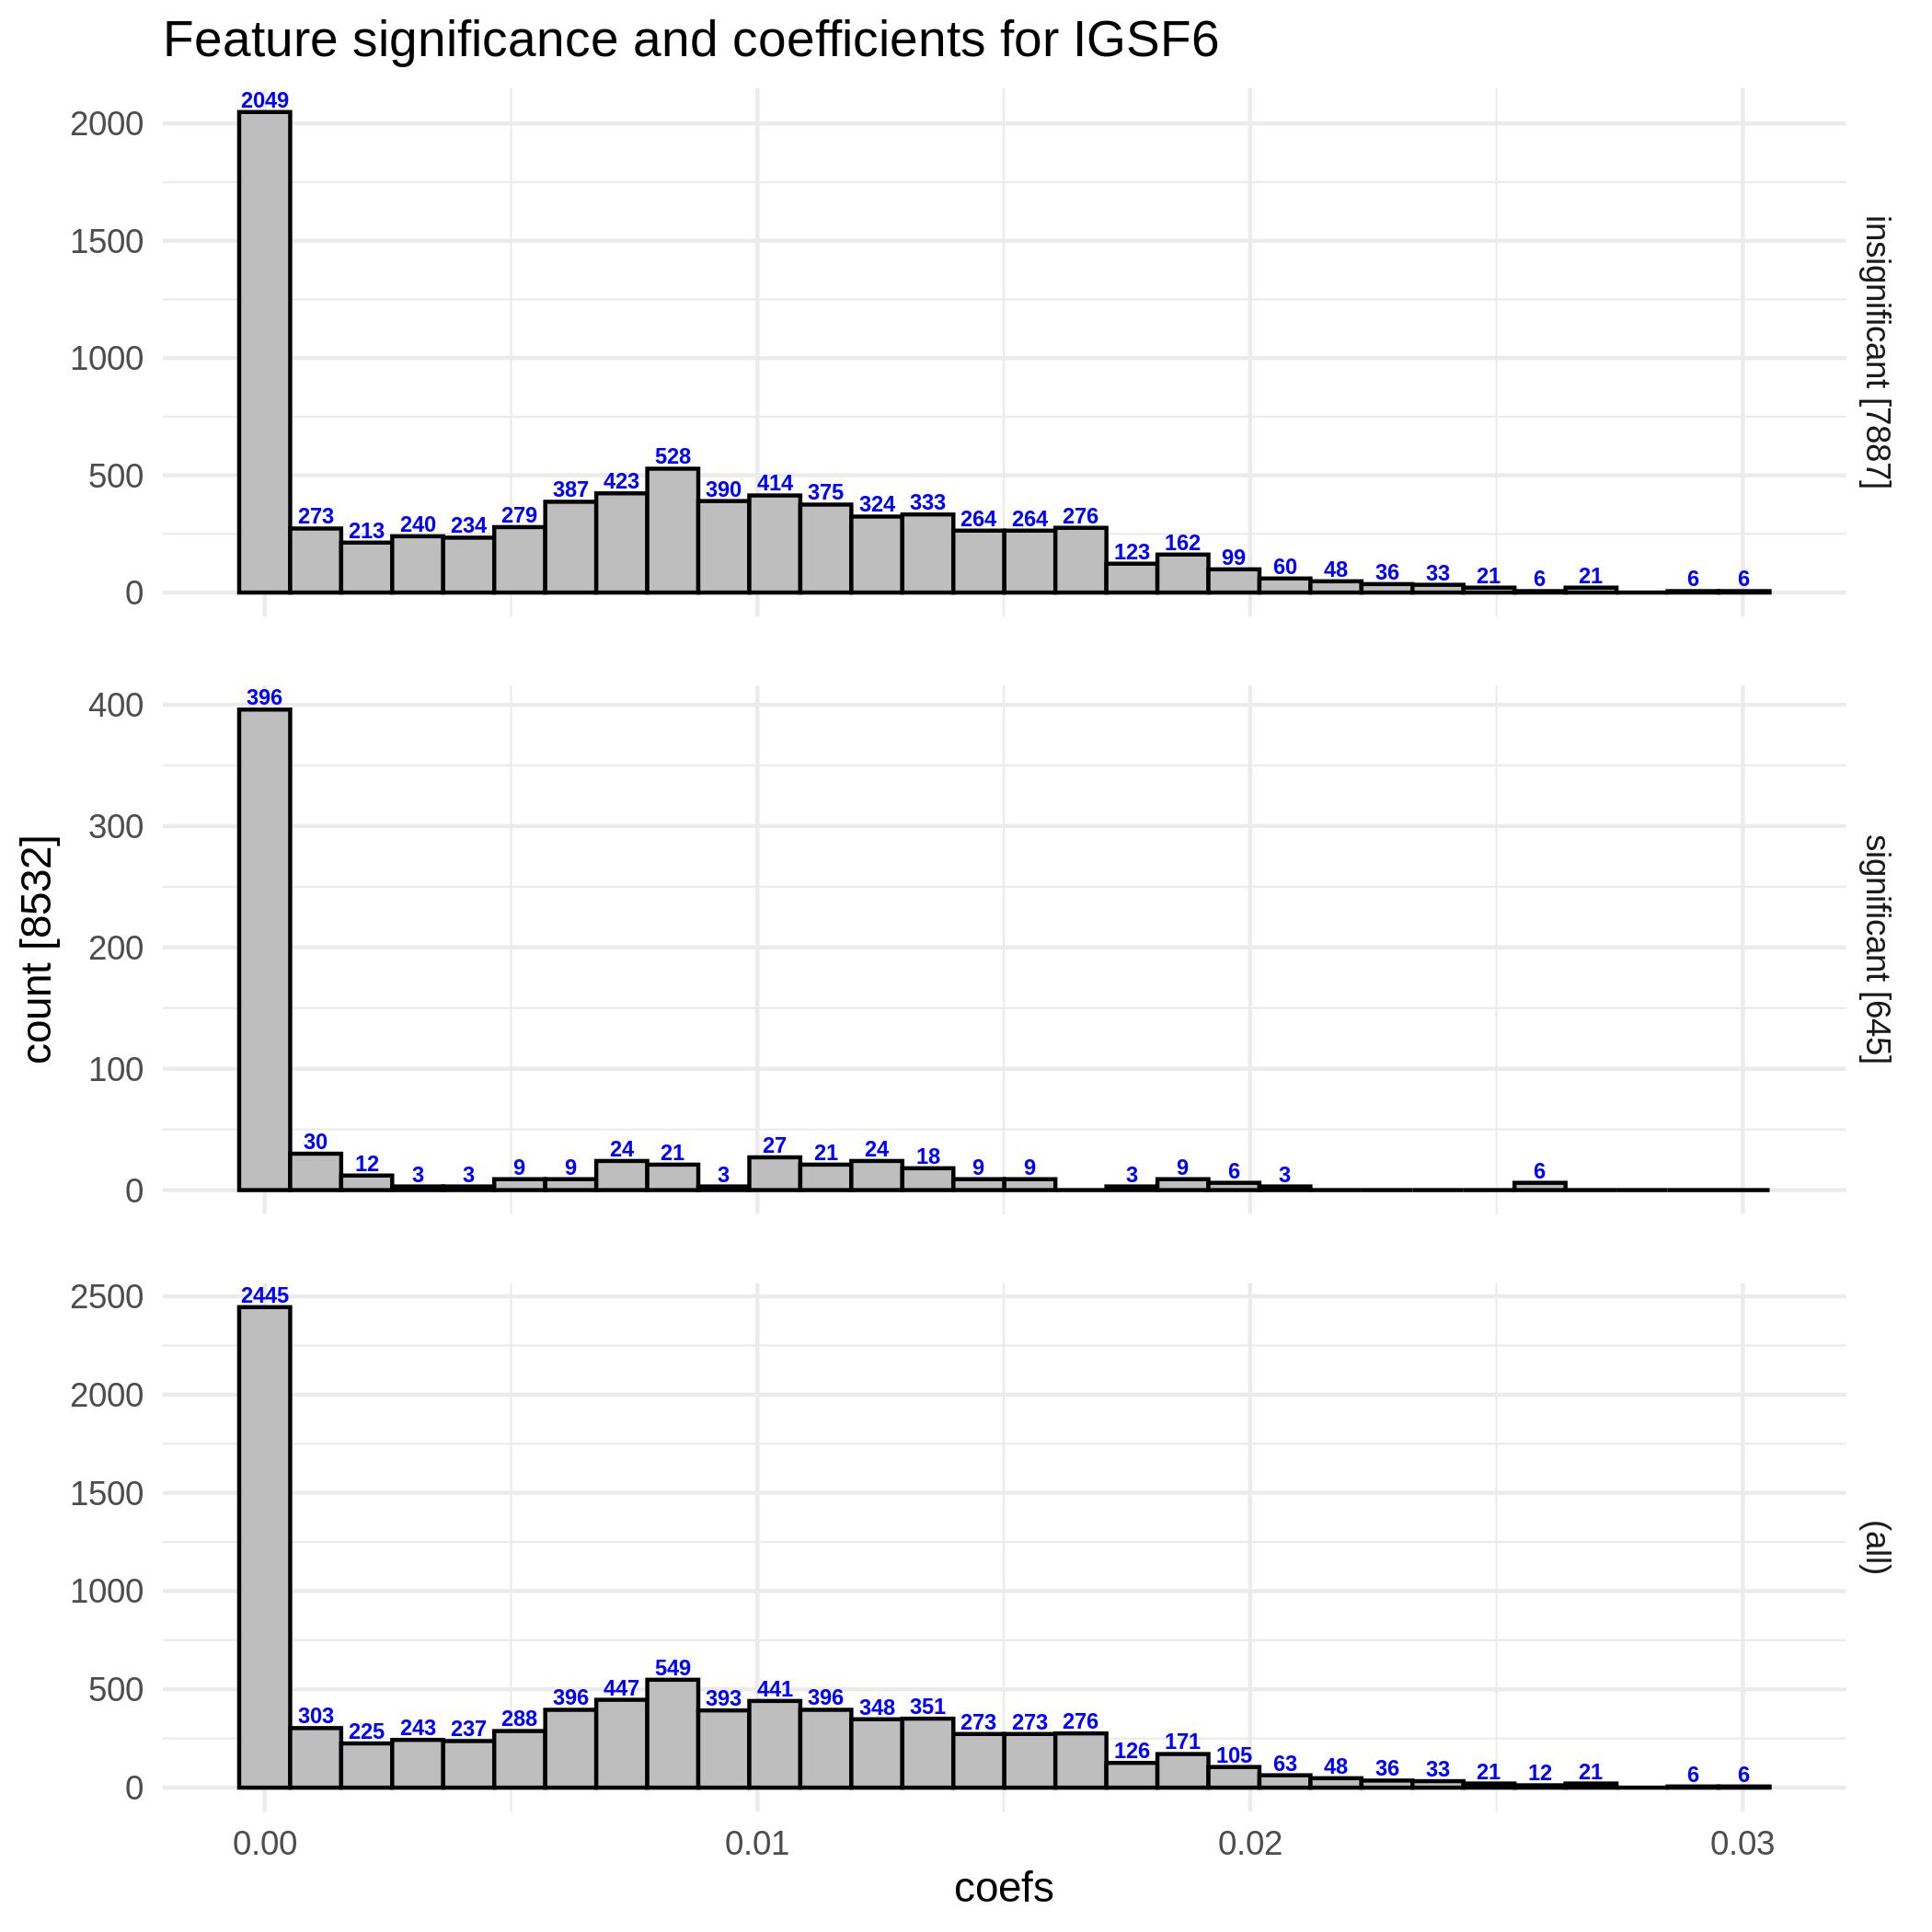 Feature significance and coefficients for IGSF6
2049
2000
1500
1000
500
0
273 213 240 234 279 387 423 528 390 414 375 324 333 264 264 276 123 162 99 60 48 36 33 21 6 21 6 6
insignificant [7887]
396
400
300
200
100
0
30 12 3 3 9 9 24 21 3 27 21 24 18 9 9 3 9 6 3 6
significant [645]
count [8532]
2445
2500
2000
1500
1000
500
0
303 225 243 237 288 396 447 549 393 441 396 348 351 273 273 276 126 171 105 63 48 36 33 21 12 21 6 6
(all)
0.00 0.01 0.02 0.03
coefs